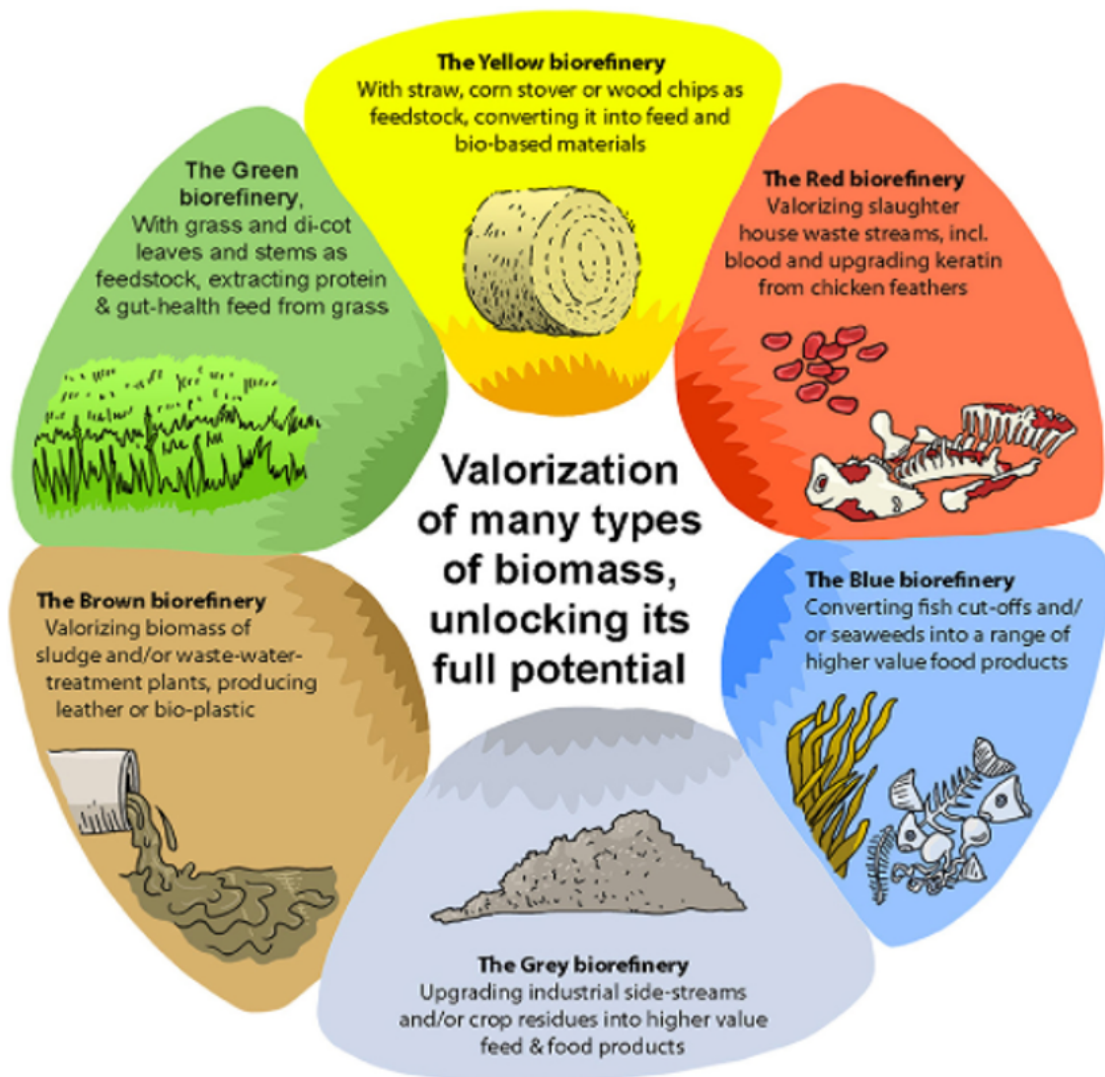 The Yellow biorefinery
With straw, corn stover or wood chips as
feedstock, converting it into feed and
bio-based materials
The Green
biorefinery,
With grass and di-cot
leaves and stems as
feedstock, extracting protein
& gut-health feed from grass
The Red biorefinery
Valorizing slaughter
house waste streams, incl.
blood and upgrading keratin
from chicken feathers
Valorization
of many types
of biomass,
unlocking its
full potential
The Brown biorefinery
Valorizing biomass of
sludge and/or waste-water-
treatment plants, producing
leather or bio-plastic
The Blue biorefinery
Converting fish cut-offs and/
or seaweeds into a range of
higher value food products
The Grey biorefinery
Upgrading industrial side-streams
and/or crop residues into higher value
feed & food products